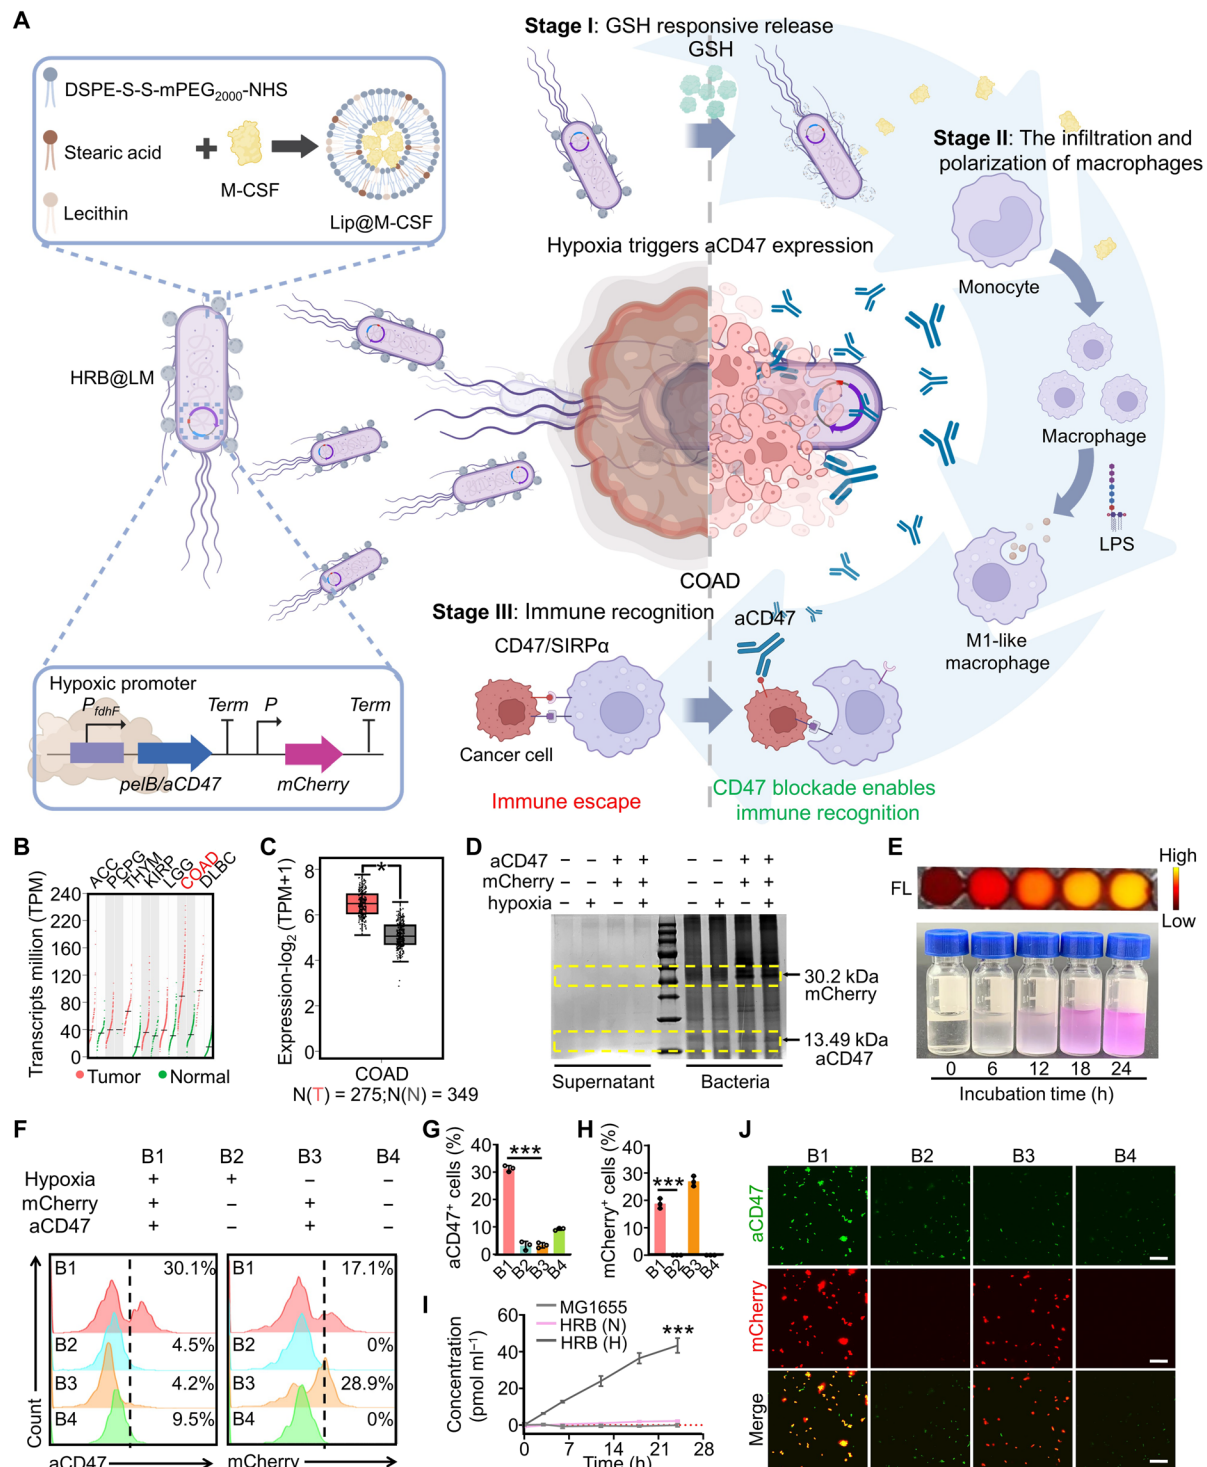 A
Stage I: GSH responsive release
GSH
DSPE-S-S-mPEG2000-NHS
Stearic acid
Lecithin
M-CSF
Lip@M-CSF
Stage II: The infiltration and
polarization of macrophages
Hypoxia triggers aCD47 expression
Monocyte
HRB@LM
Macrophage
LPS
M1-like
macrophage
COAD
Stage III: Immune recognition
CD47/SIRPα
aCD47
Cancer cell
Immune escape
CD47 blockade enables
immune recognition
Hypoxic promoter
PfdhF
Term
P
Term
pelB/aCD47
mCherry
B
ACC
PCPG
THYM
KIRP
LGG
COAD
DLBC
Transcripts million (TPM)
240
200
160
120
80
40
0
Tumor
Normal
C
Expression-log2 (TPM+1)
8
6
4
2
0
*
COAD
N(T) = 275;N(N) = 349
D
aCD47 – – + + – – + +
mCherry – – + + – – + +
hypoxia – + – + – + – +
30.2 kDa
mCherry
13.49 kDa
aCD47
Supernatant
Bacteria
E
FL
High
Low
0 6 12 18 24
Incubation time (h)
F
B1 B2 B3 B4
Hypoxia + + – –
mCherry + – + –
aCD47 + – + –
B1 30.1%
B2 4.5%
B3 4.2%
B4 9.5%
B1 17.1%
B2 0%
B3 28.9%
B4 0%
Count
aCD47
mCherry
G
aCD47+ cells (%)
40
30
20
10
0
***
B1 B2 B3 B4
H
mCherry+ cells (%)
40
30
20
10
0
***
B1 B2 B3 B4
I
MG1655
HRB (N)
HRB (H)
***
Concentration
(pmol ml−1)
60
40
20
0
0 7 14 21 28
Time (h)
J
B1 B2 B3 B4
aCD47
mCherry
Merge